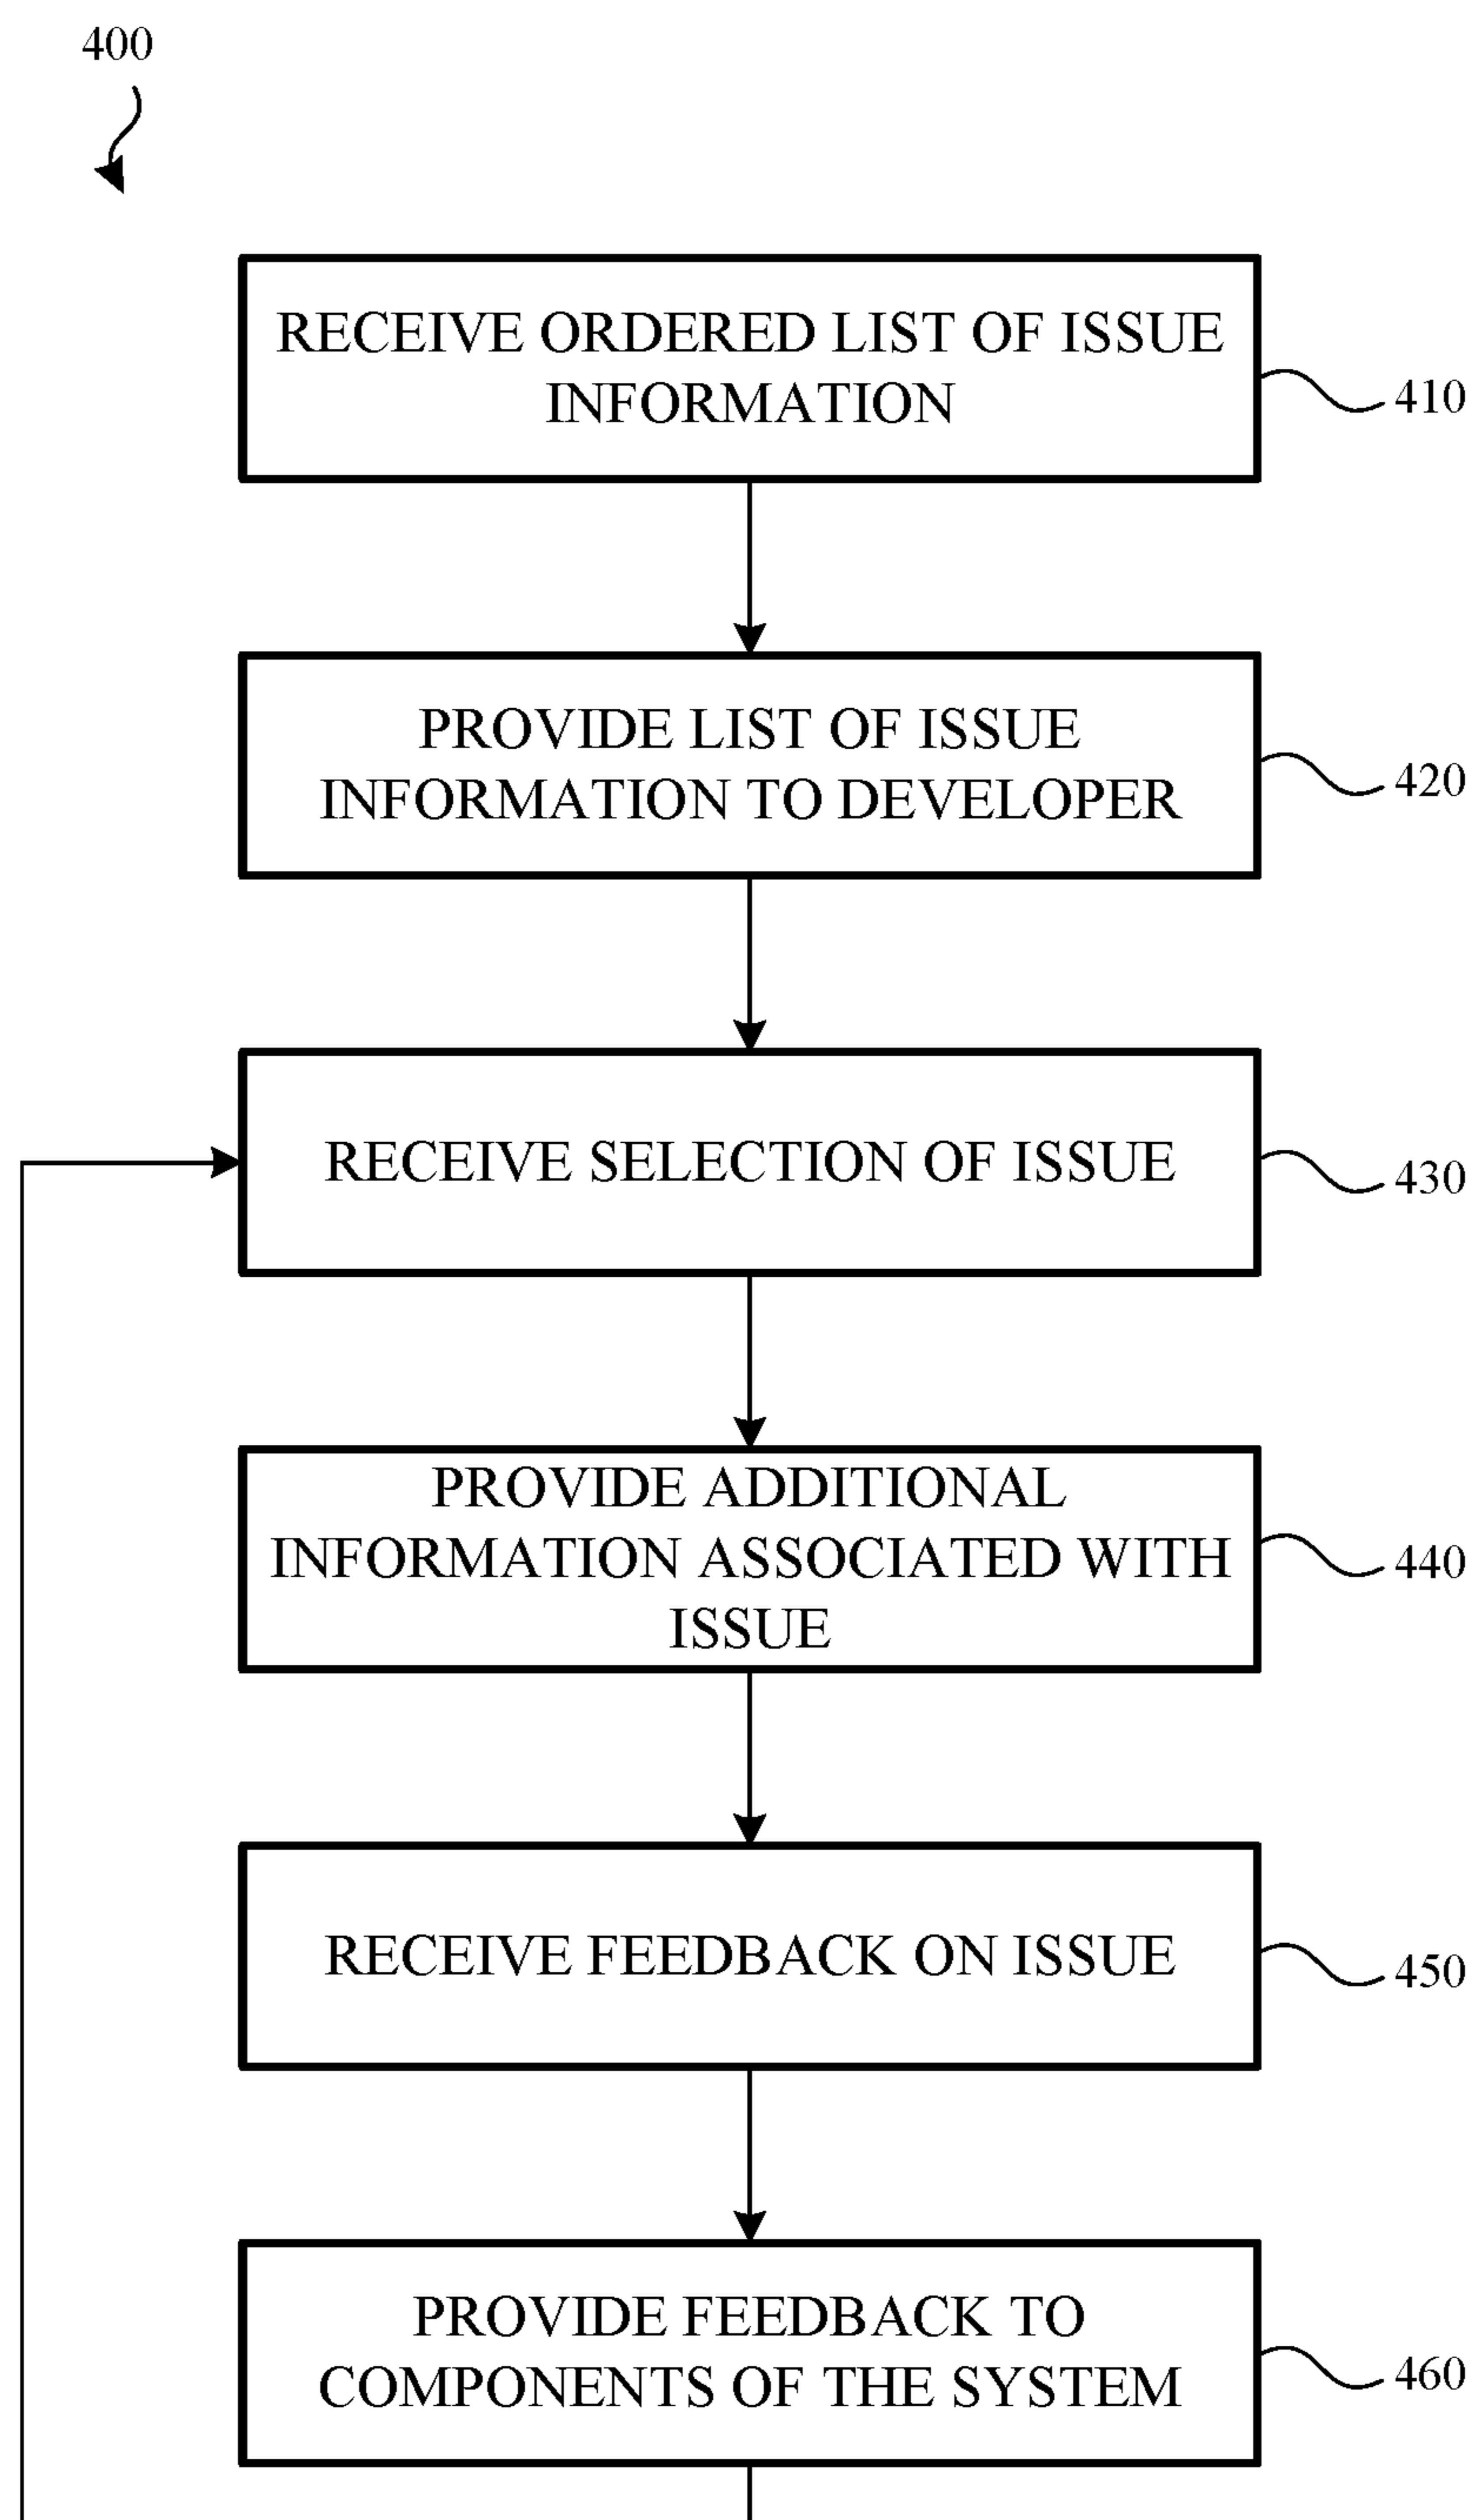 400
RECEIVE ORDERED LIST OF ISSUE
INFORMATION
410
PROVIDE LIST OF ISSUE
INFORMATION TO DEVELOPER
420
RECEIVE SELECTION OF ISSUE
430
PROVIDE ADDITIONAL
INFORMATION ASSOCIATED WITH
ISSUE
440
RECEIVE FEEDBACK ON ISSUE
450
PROVIDE FEEDBACK TO
COMPONENTS OF THE SYSTEM
460